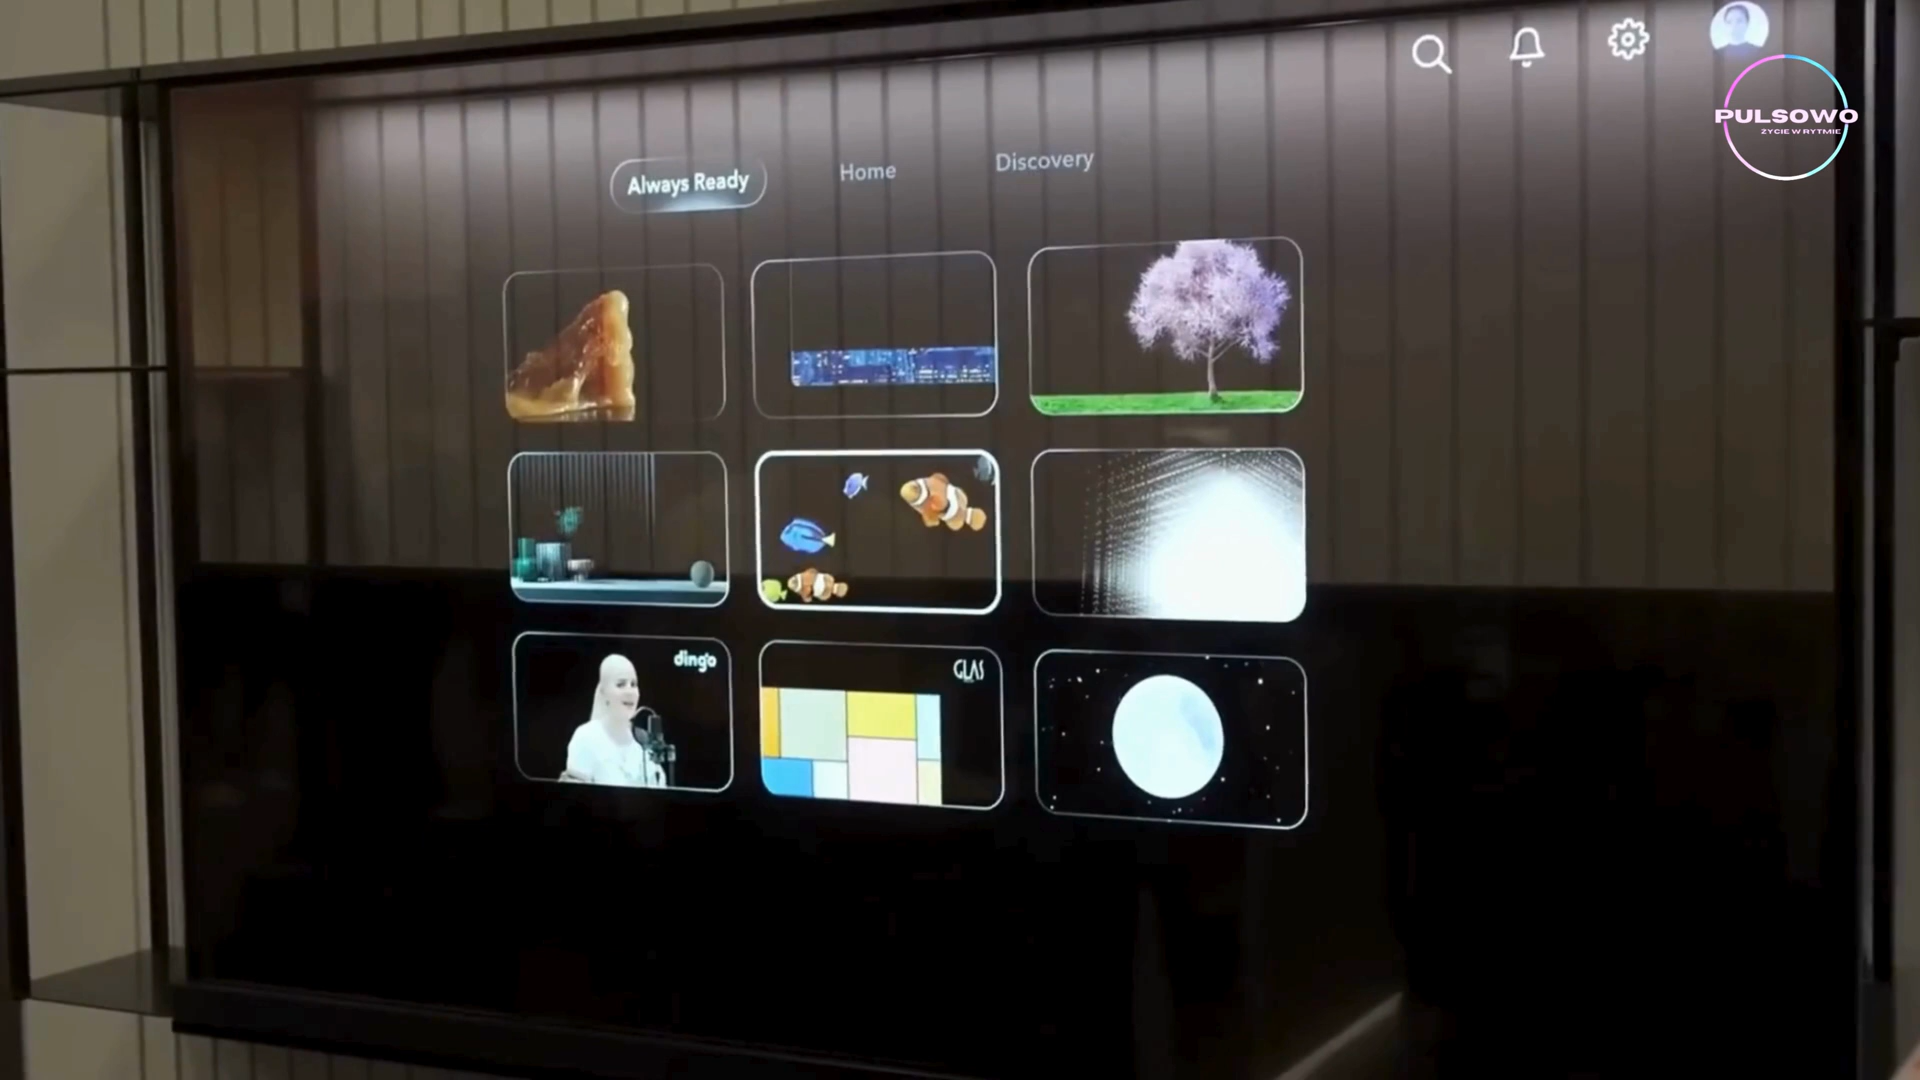 PULSOWO
ŻYCIE W RYTMIE
Always Ready
Home
Discovery
dingo
GLAS